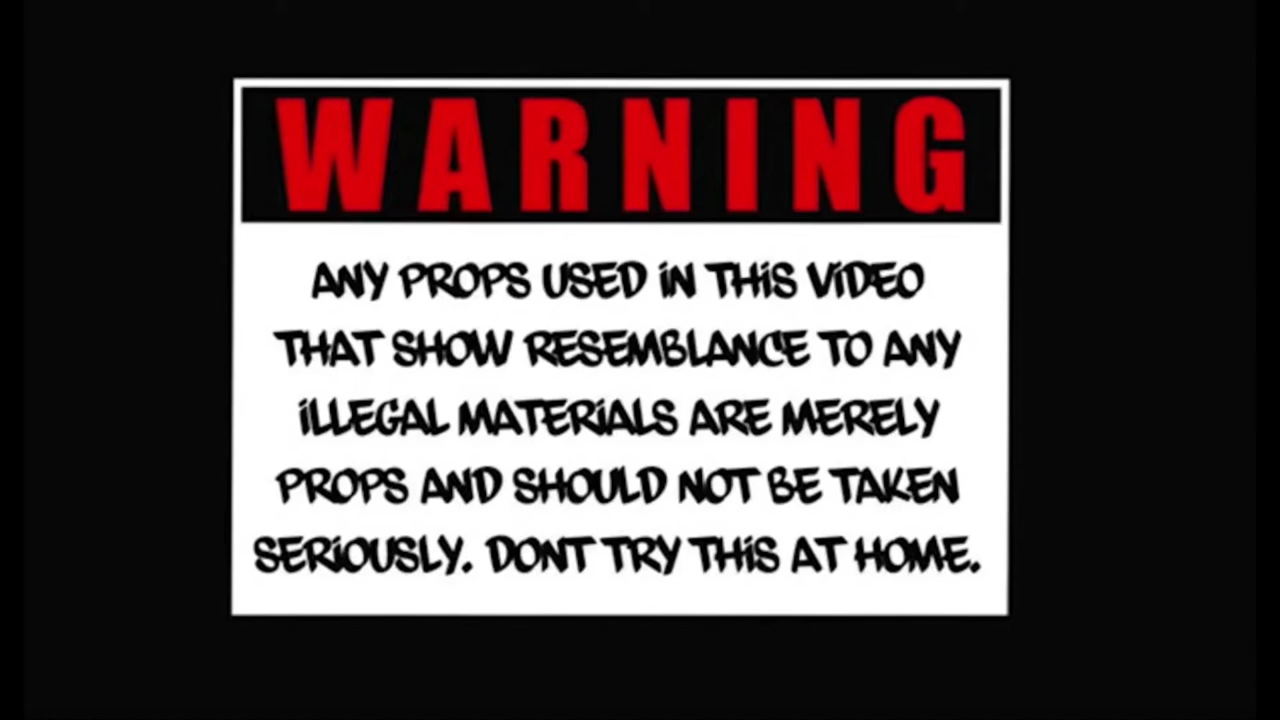 WARNING
ANY PROPS USED iN THiS ViDEO
THAT SHOW RESEMBLANCE TO ANY
iLLEGAL MATERiALS ARE MERELY
PROPS AND SHOULD NOT BE TAKEN
SERiOUSLY. DONT TRY THiS AT HOME.